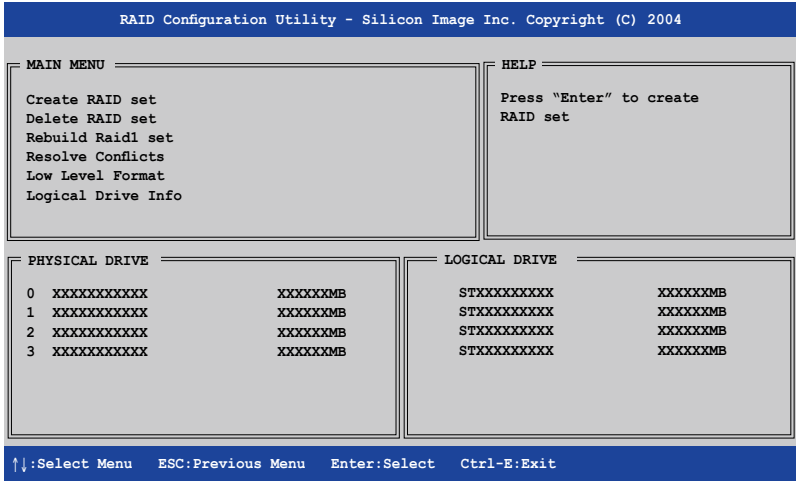 RAID Configuration Utility - Silicon Image Inc. Copyright (C) 2004
MAIN MENU
Create RAID set
Delete RAID set
Rebuild Raid1 set
Resolve Conflicts
Low Level Format
Logical Drive Info
HELP
Press “Enter” to create
RAID set
PHYSICAL DRIVE
0 XXXXXXXXXXX XXXXXXMB
1 XXXXXXXXXXX XXXXXXMB
2 XXXXXXXXXXX XXXXXXMB
3 XXXXXXXXXXX XXXXXXMB
LOGICAL DRIVE
STXXXXXXXXX XXXXXXMB
STXXXXXXXXX XXXXXXMB
STXXXXXXXXX XXXXXXMB
STXXXXXXXXX XXXXXXMB
↑↓:Select Menu ESC:Previous Menu Enter:Select Ctrl-E:Exit